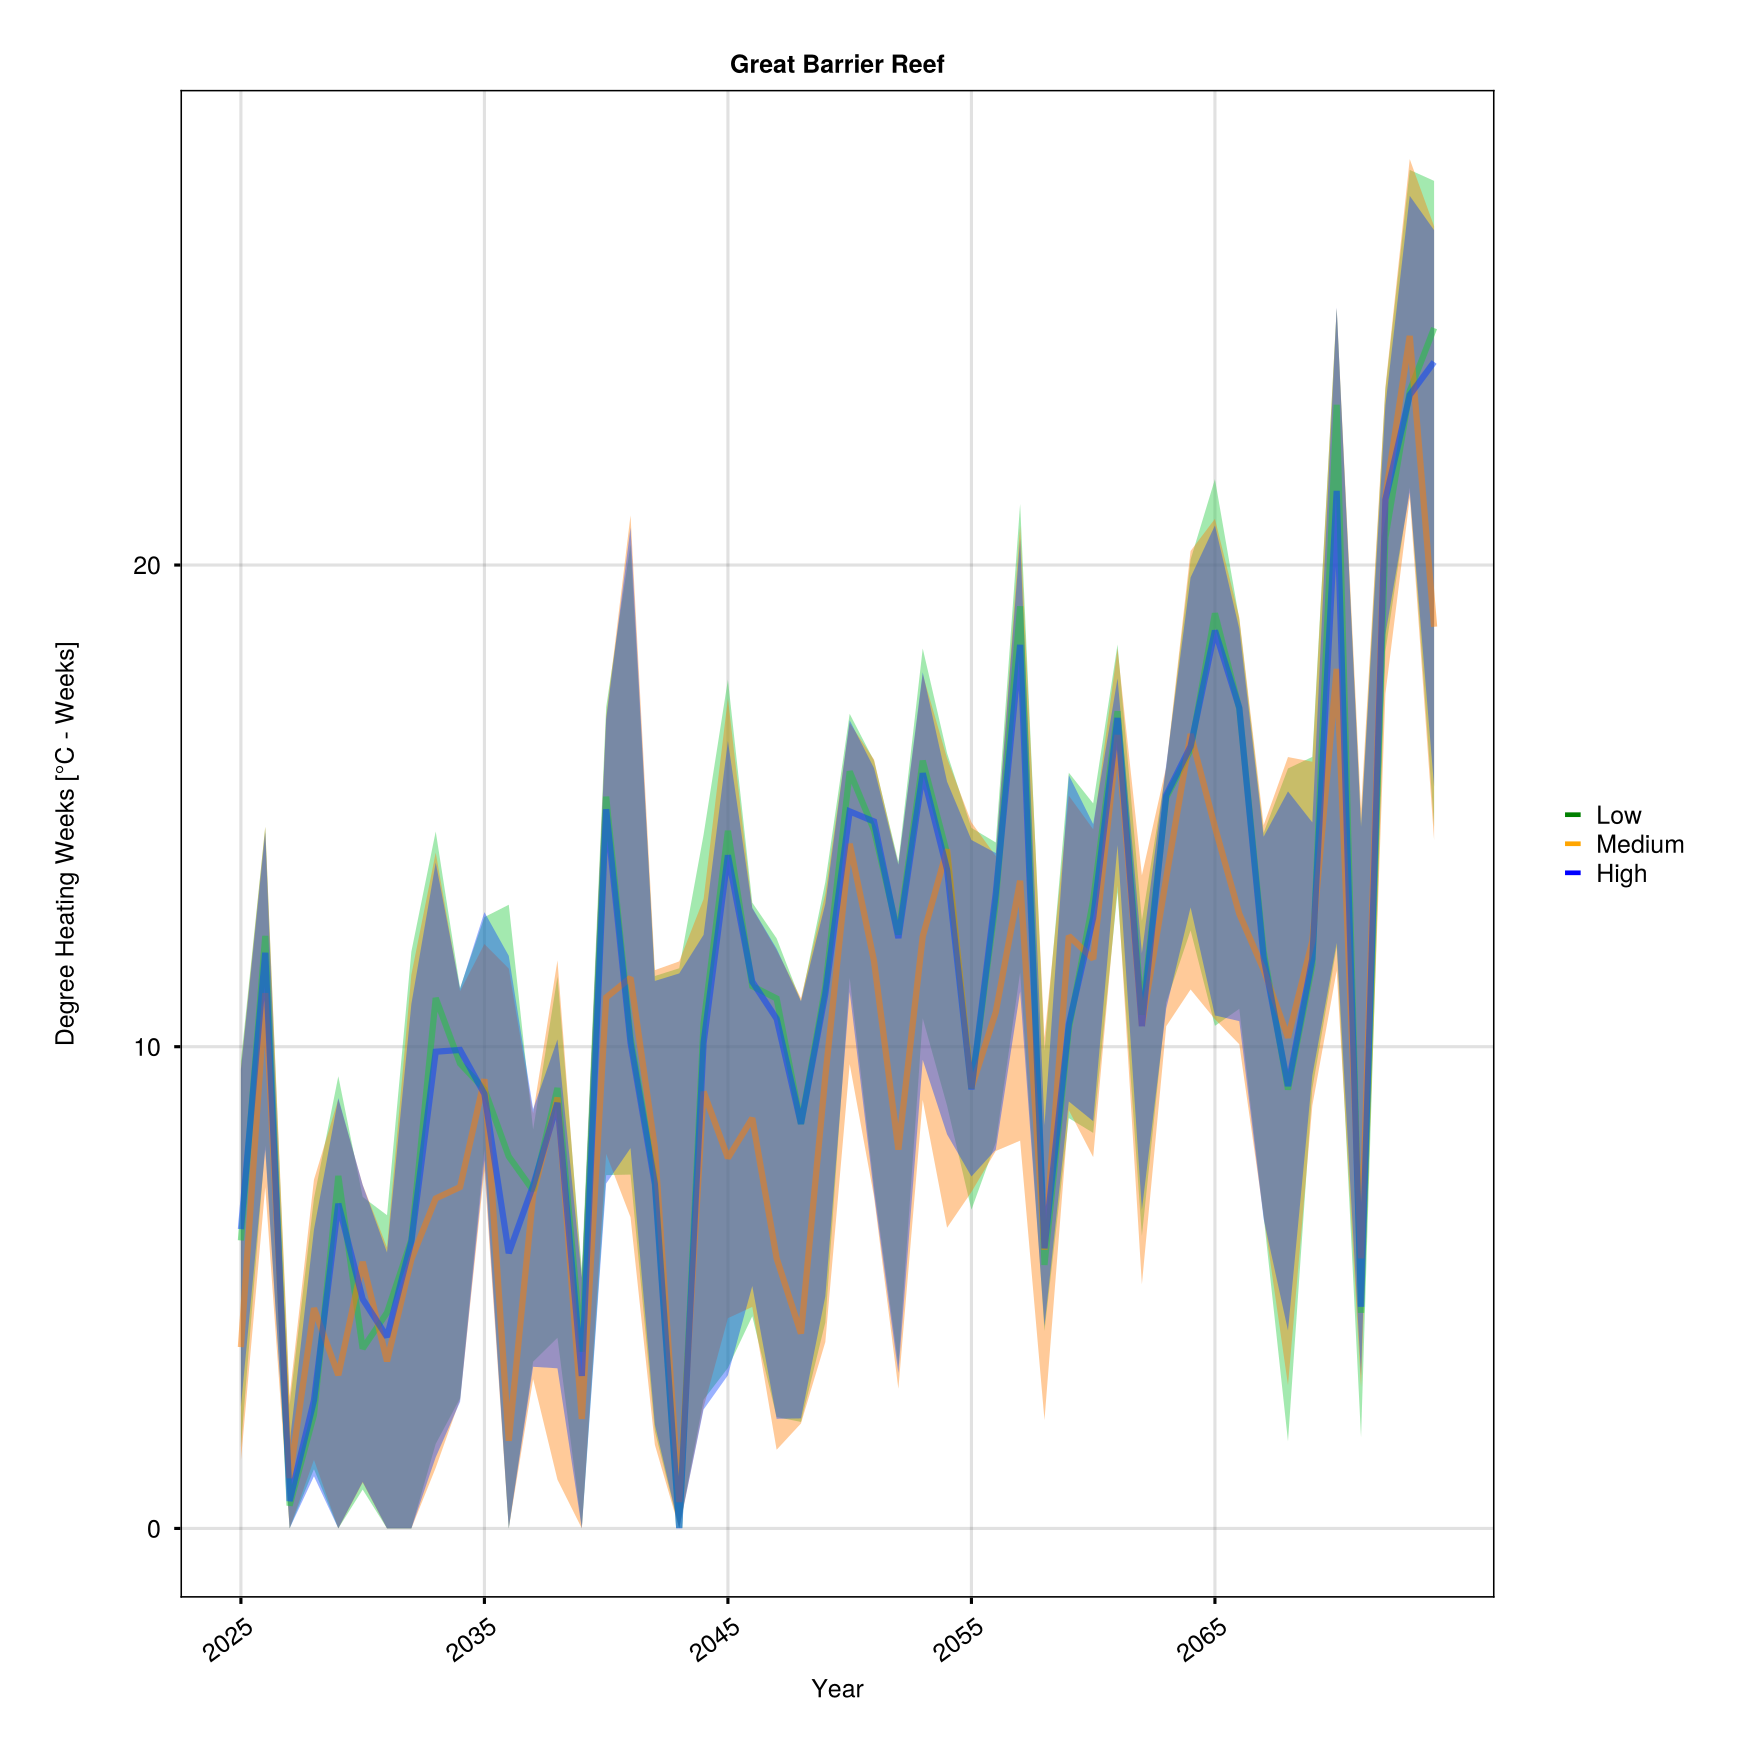 Great Barrier Reef
Degree Heating Weeks [°C - Weeks]
20
10
0
2025
2035
2045
2055
2065
Year
Low
Medium
High